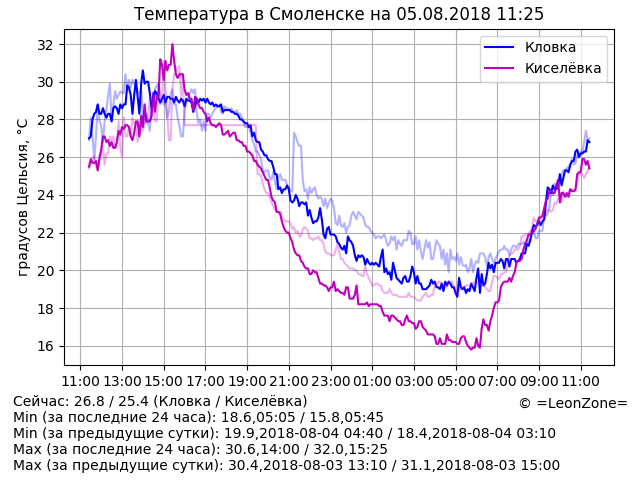 Температура в Смоленске на 05.08.2018 11:25
градусов Цельсия, °C
32
30
28
26
24
22
20
18
16
Кловка
Киселёвка
11:00 13:00 15:00 17:00 19:00 21:00 23:00 01:00 03:00 05:00 07:00 09:00 11:00
Сейчас: 26.8 / 25.4 (Кловка / Киселёвка)
© =LeonZone=
Min (за последние 24 часа): 18.6,05:05 / 15.8,05:45
Min (за предыдущие сутки): 19.9,2018-08-04 04:40 / 18.4,2018-08-04 03:10
Max (за последние 24 часа): 30.6,14:00 / 32.0,15:25
Max (за предыдущие сутки): 30.4,2018-08-03 13:10 / 31.1,2018-08-03 15:00